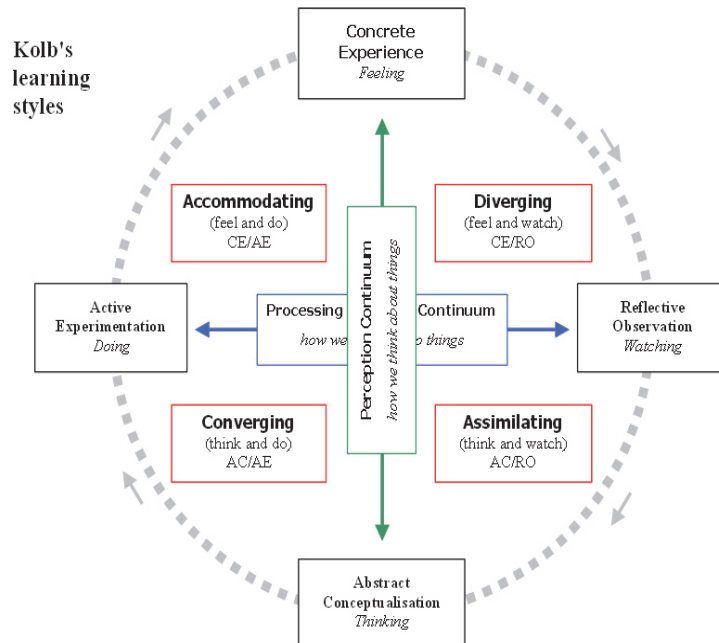 Kolb's
learning
styles
Concrete
Experience
Feeling
Accommodating
(feel and do)
CE/AE
Diverging
(feel and watch)
CE/RO
Active
Experimentation
Doing
Processing
Continuum
how we
things
Perception Continuum
how we think about things
Reflective
Observation
Watching
Converging
(think and do)
AC/AE
Assimilating
(think and watch)
AC/RO
Abstract
Conceptualisation
Thinking